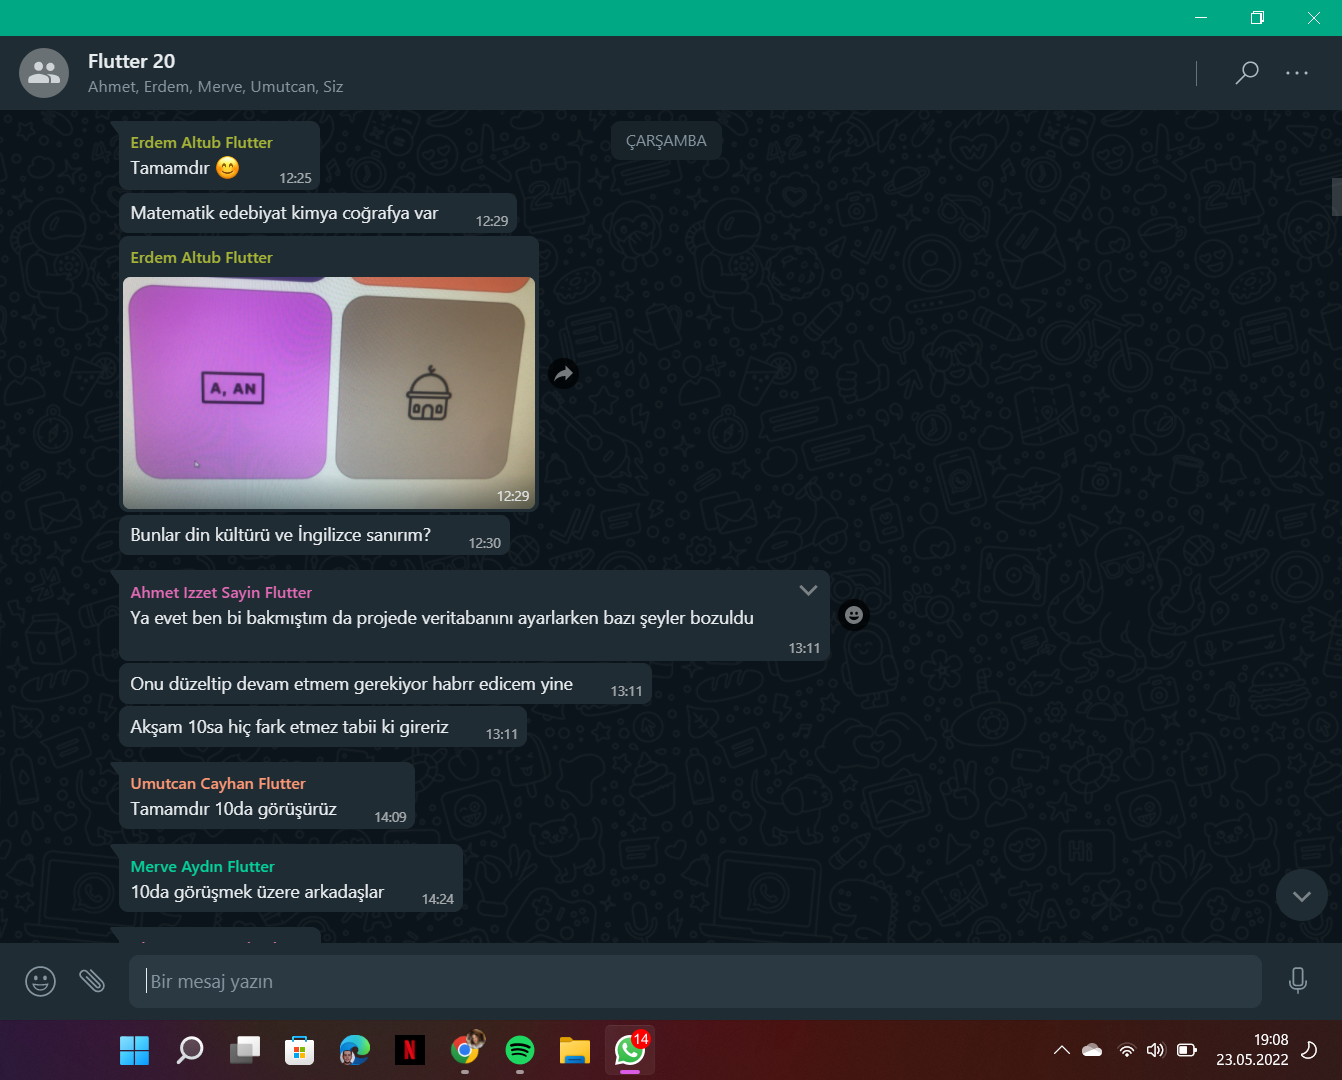 Flutter 20
Ahmet, Erdem, Merve, Umutcan, Siz
ÇARŞAMBA
Erdem Altub Flutter
Tamamdır 😊
12:25
Matematik edebiyat kimya coğrafya var
12:29
Erdem Altub Flutter
A, AN
12:29
Bunlar din kültürü ve İngilizce sanırım?
12:30
Ahmet Izzet Sayin Flutter
Ya evet ben bi bakmıştım da projede veritabanını ayarlarken bazı şeyler bozuldu
13:11
Onu düzeltip devam etmem gerekiyor habrr edicem yine
13:11
Akşam 10sa hiç fark etmez tabii ki gireriz
13:11
Umutcan Cayhan Flutter
Tamamdır 10da görüşürüz
14:09
Merve Aydın Flutter
10da görüşmek üzere arkadaşlar
14:24
Bir mesaj yazın
N
14
19:08
23.05.2022